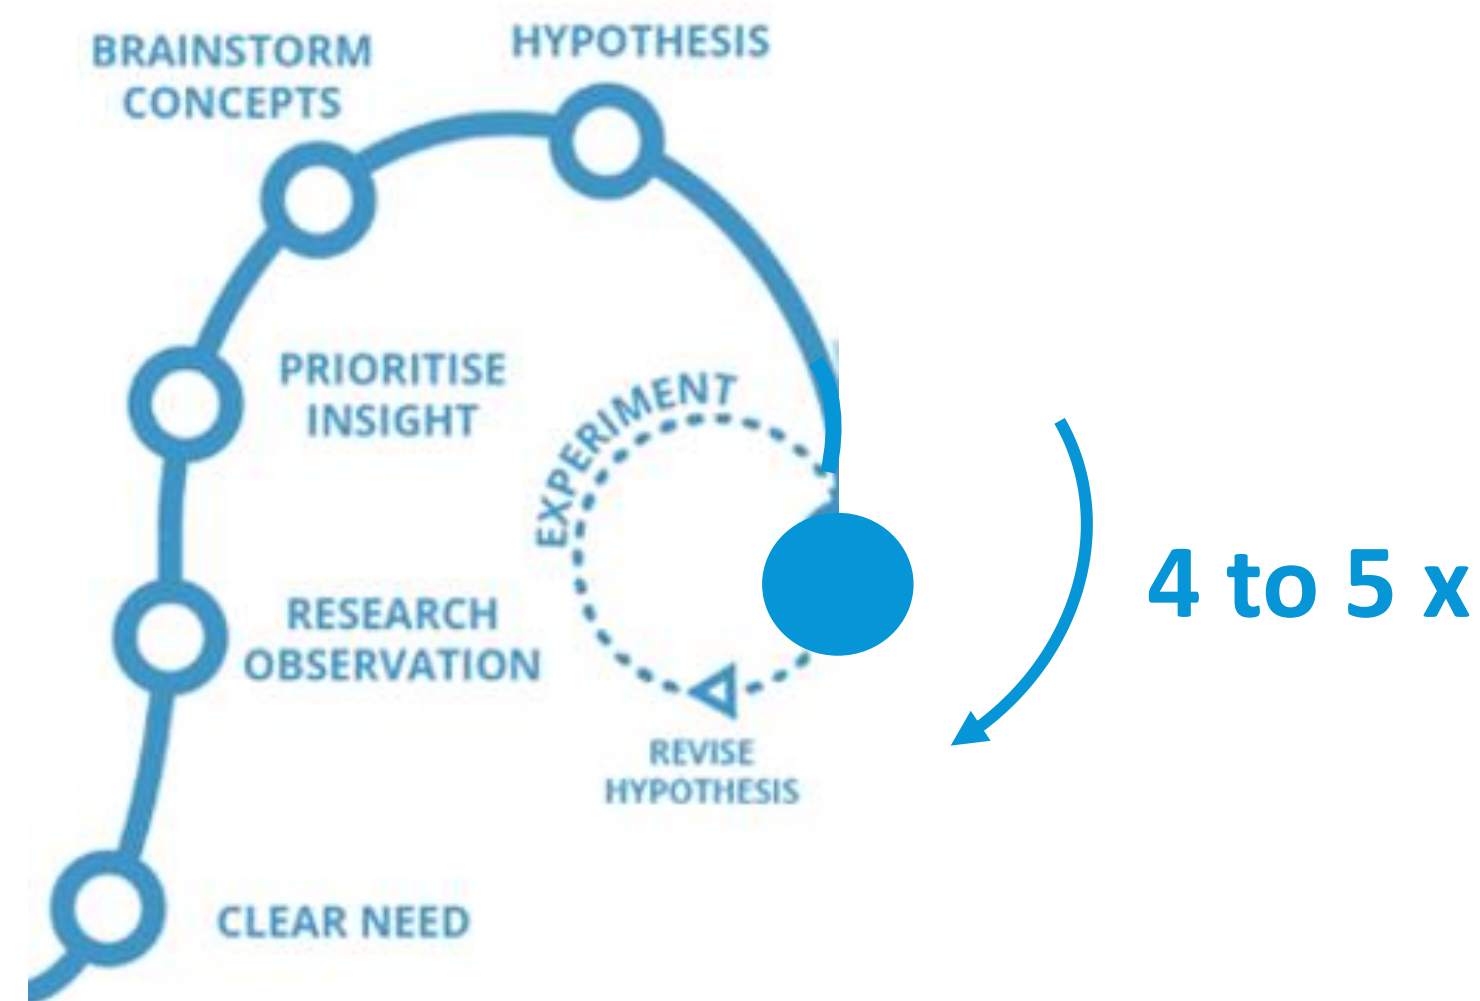 BRAINSTORM
CONCEPTS
HYPOTHESIS
PRIORITISE
INSIGHT
EXPERIMENT
4 to 5 x
RESEARCH
OBSERVATION
REVISE
HYPOTHESIS
CLEAR NEED